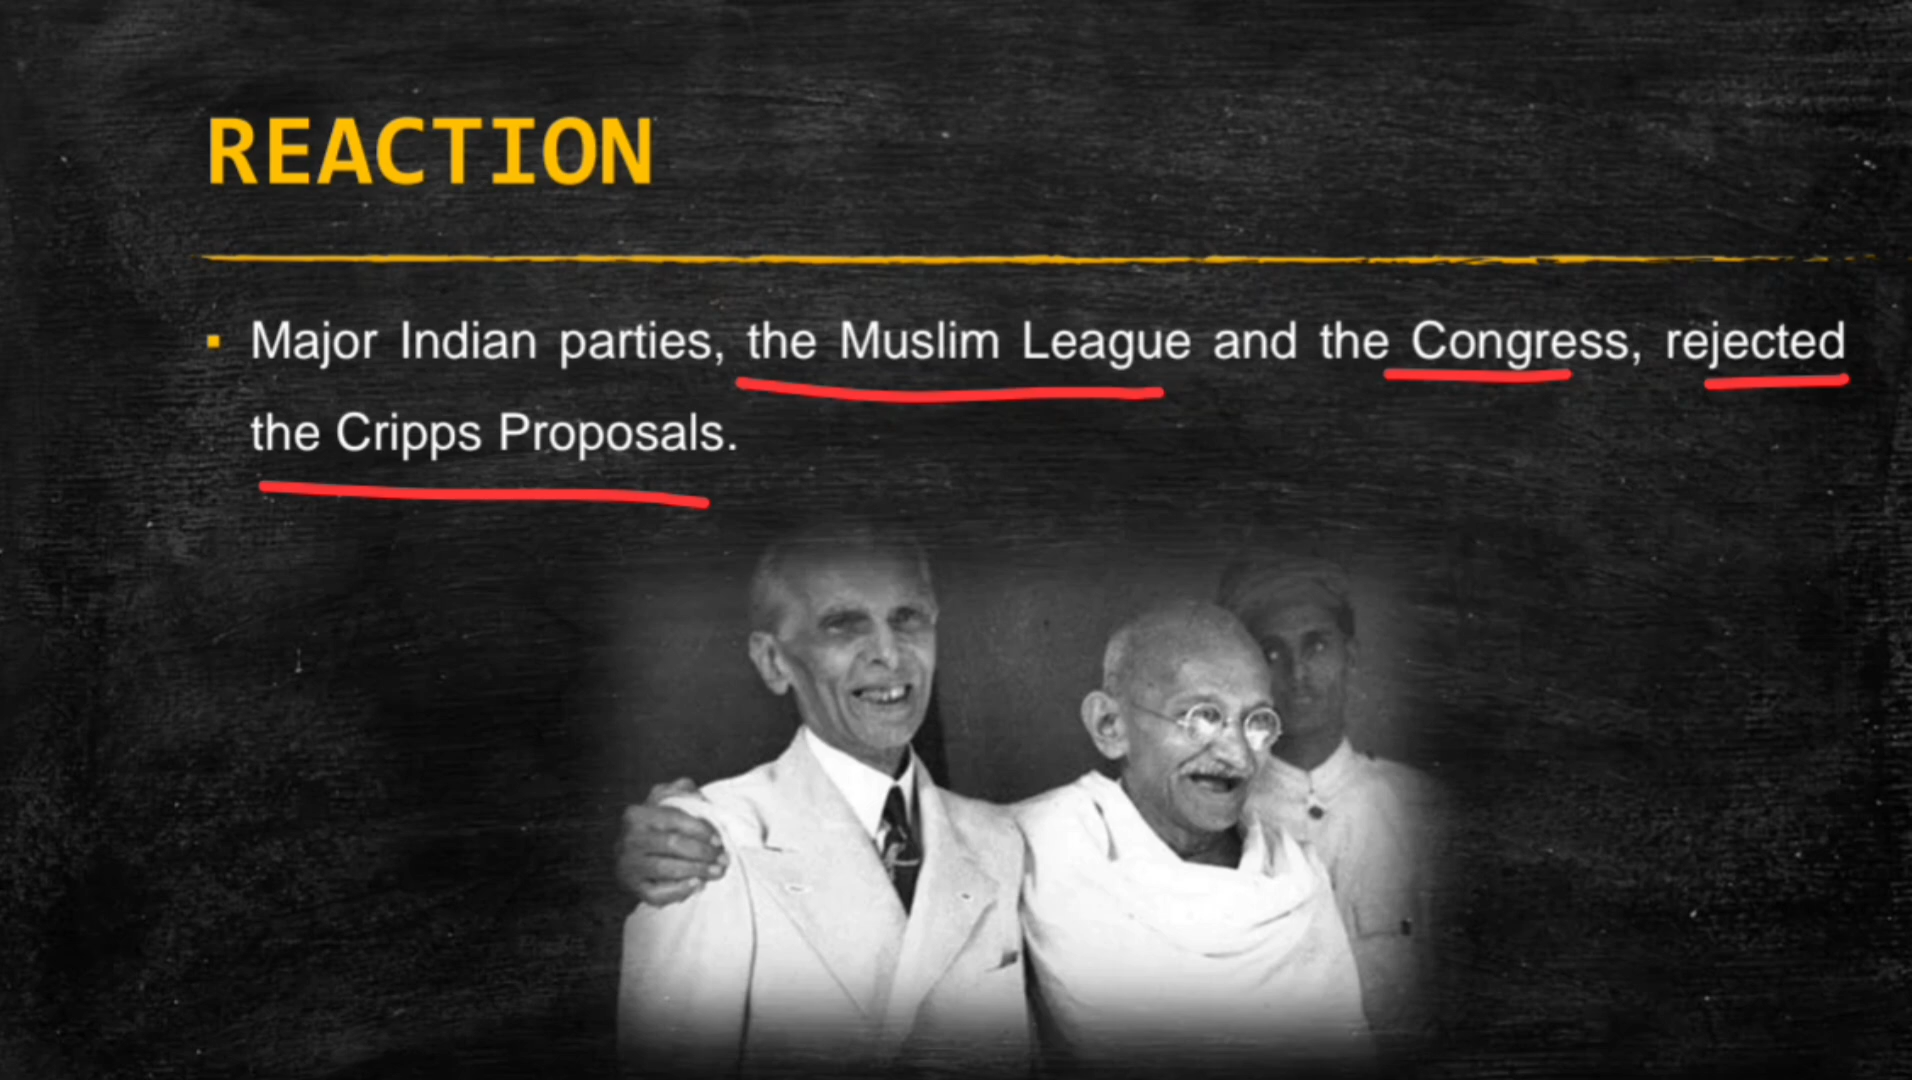 REACTION
Major Indian parties, the Muslim League and the Congress, rejected
the Cripps Proposals.